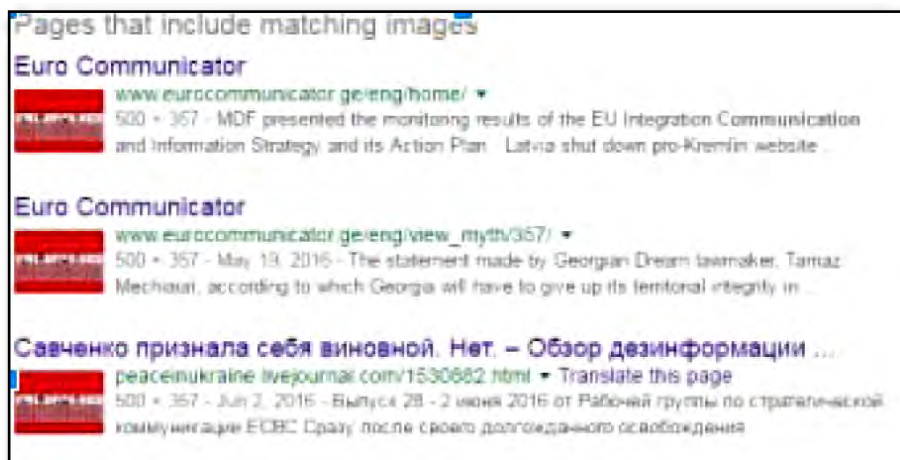 Pages that include matching images
Euro Communicator
www.eurocommunicator.ge/eng/home/
500 × 357 - MDF presented the monitoring results of the EU Integration Communication
and Information Strategy and its Action Plan . Latvia shut down pro-Kremlin website ...
Euro Communicator
www.eurocommunicator.ge/eng/view_myth/357/
500 × 357 - May 19, 2016 - The statement made by Georgian Dream lawmaker, Tamaz
Mechiauri, according to which Georgia will have to give up its territorial integrity in ...
Савченко признала себя виновной. Нет. – Обзор дезинформации ...
peaceinukraine.livejournal.com/1530662.html Translate this page
500 × 357 - Jun 2, 2016 - Выпуск 28 - 2 июня 2016 от Рабочей группы по стратегической
коммуникации ЕСВС Сразу после своего долгожданного освобождения